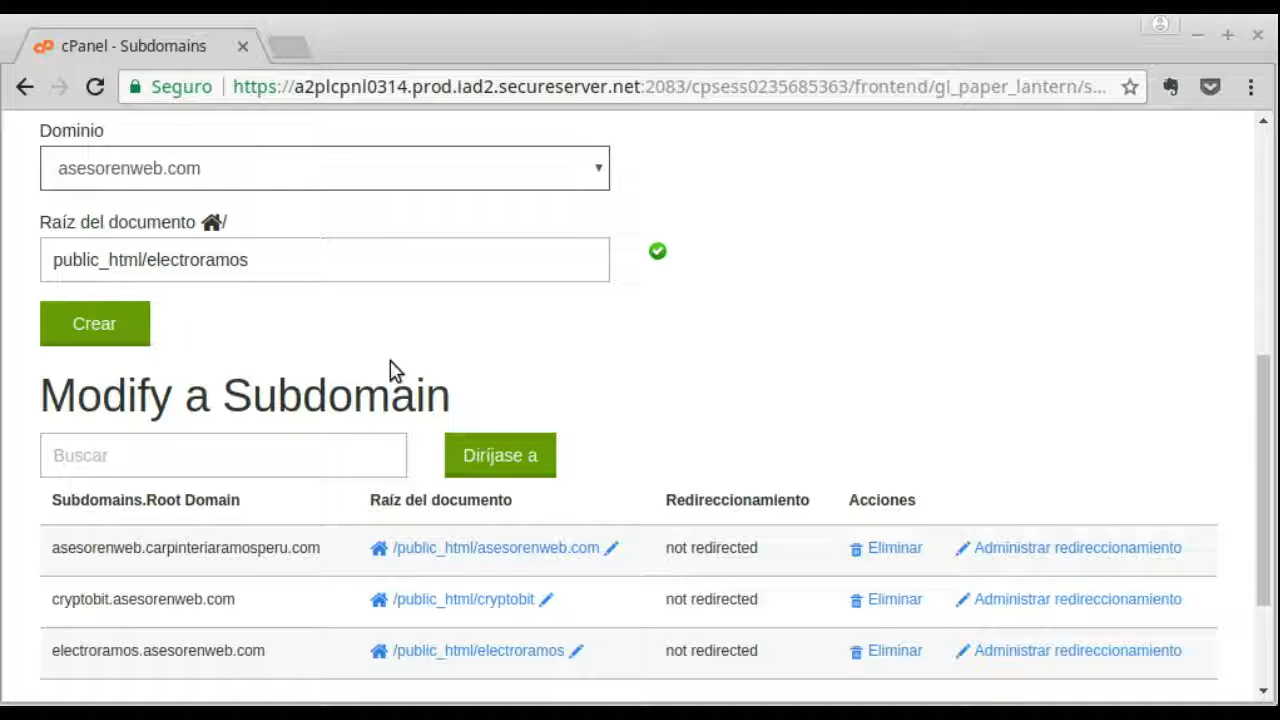 cPanel - Subdomains
Seguro https://a2plcpnl0314.prod.iad2.secureserver.net:2083/cpsess0235685363/frontend/gl_paper_lantern/s...
Dominio
asesorenweb.com
Raíz del documento /
public_html/electroramos
Crear
Modify a Subdomain
Buscar Diríjase a
Subdomains.Root Domain Raíz del documento Redireccionamiento Acciones
asesorenweb.carpinteriaramosperu.com /public_html/asesorenweb.com not redirected Eliminar Administrar redireccionamiento
cryptobit.asesorenweb.com /public_html/cryptobit not redirected Eliminar Administrar redireccionamiento
electroramos.asesorenweb.com /public_html/electroramos not redirected Eliminar Administrar redireccionamiento